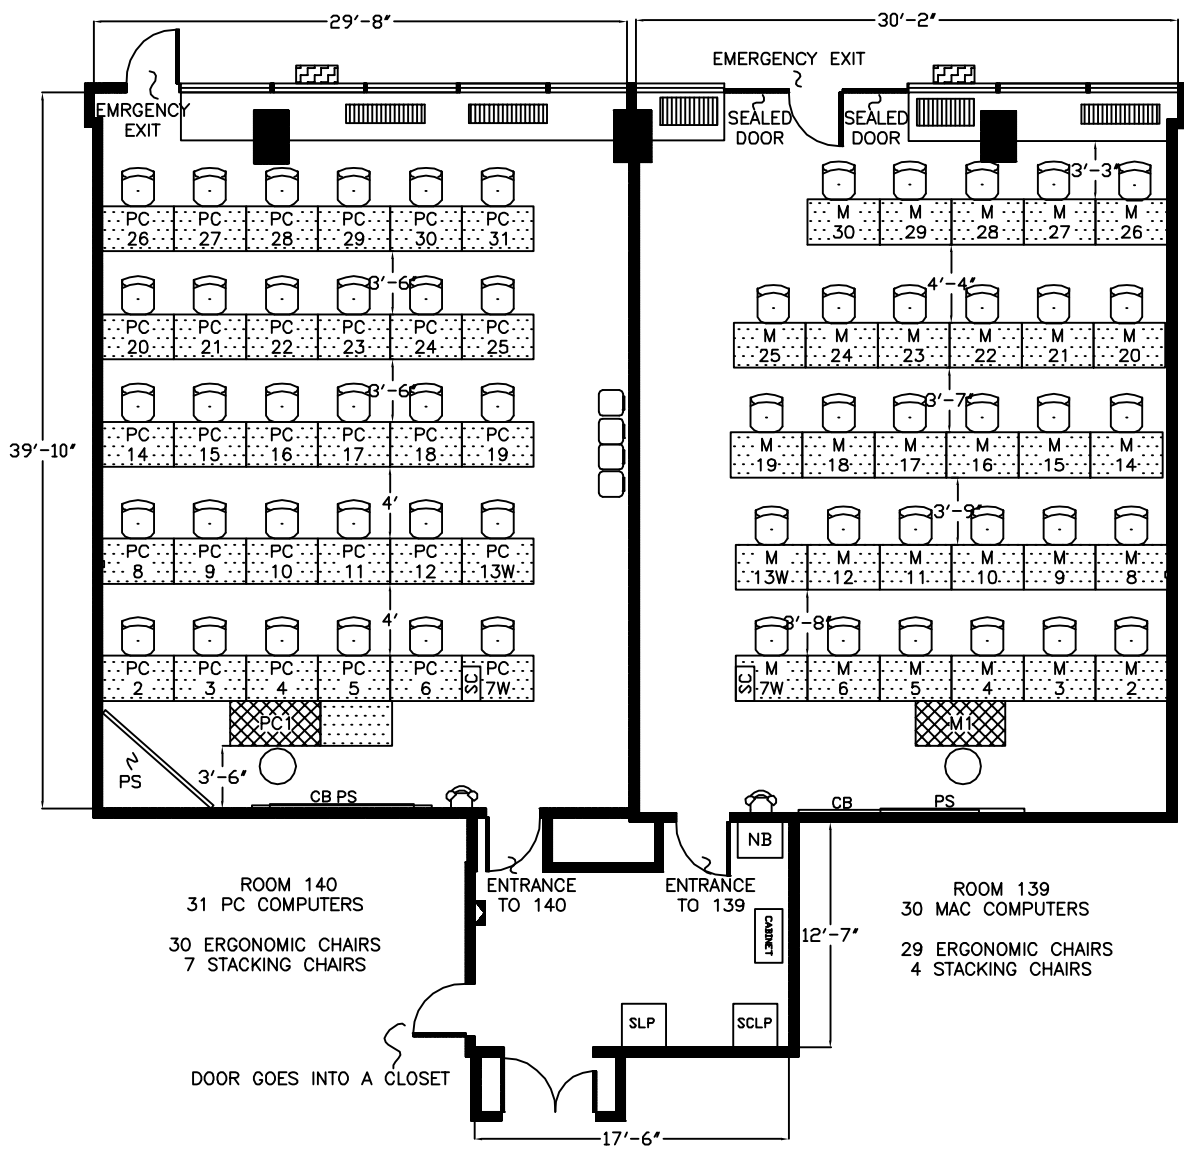 29'-8"
30'-2"
EMERGENCY EXIT
EMRGENCY
EXIT
SEALED
DOOR
SEALED
DOOR
3'-3"
PC 26
PC 27
PC 28
PC 29
PC 30
PC 31
M 30
M 29
M 28
M 27
M 26
3'-6"
4'-4"
PC 20
PC 21
PC 22
PC 23
PC 24
PC 25
M 25
M 24
M 23
M 22
M 21
M 20
3'-6"
3'-7"
39'-10"
PC 14
PC 15
PC 16
PC 17
PC 18
PC 19
M 19
M 18
M 17
M 16
M 15
M 14
4'
3'-9"
PC 8
PC 9
PC 10
PC 11
PC 12
PC 13W
M 13W
M 12
M 11
M 10
M 9
M 8
4'
3'-8"
PC 2
PC 3
PC 4
PC 5
PC 6
SC
PC 7W
SC
M 7W
M 6
M 5
M 4
M 3
M 2
PC1
M1
PS
3'-6"
CB PS
CB
PS
NB
ENTRANCE
TO 140
ENTRANCE
TO 139
ROOM 140
31 PC COMPUTERS
30 ERGONOMIC CHAIRS
7 STACKING CHAIRS
ROOM 139
30 MAC COMPUTERS
29 ERGONOMIC CHAIRS
4 STACKING CHAIRS
CABINET
12'-7"
SLP
SCLP
DOOR GOES INTO A CLOSET
17'-6"